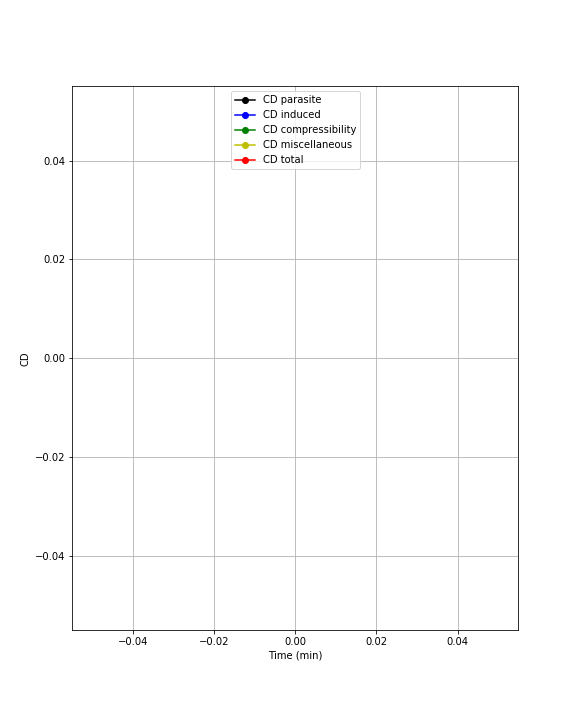 CD parasite
CD induced
CD compressibility
CD miscellaneous
CD total
0.04
0.02
0.00
−0.02
−0.04
CD
−0.04 −0.02 0.00 0.02 0.04
Time (min)